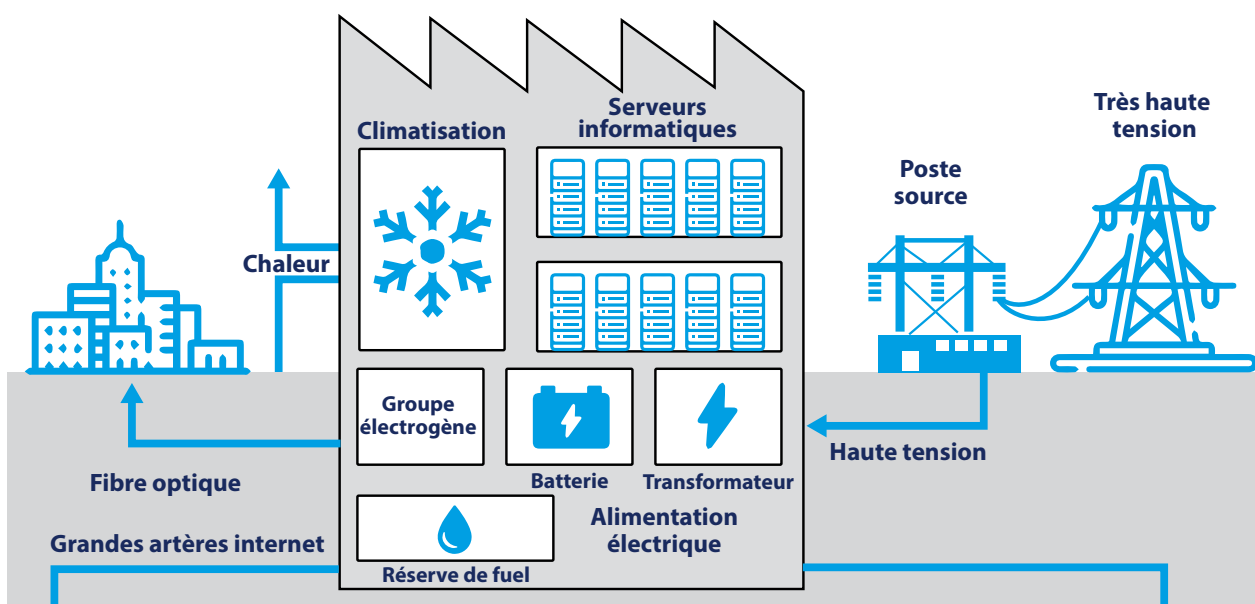 Climatisation
Serveurs
informatiques
Très haute
tension
Poste
source
Chaleur
Groupe
électrogène
Batterie
Transformateur
Haute tension
Fibre optique
Alimentation
électrique
Grandes artères internet
Réserve de fuel